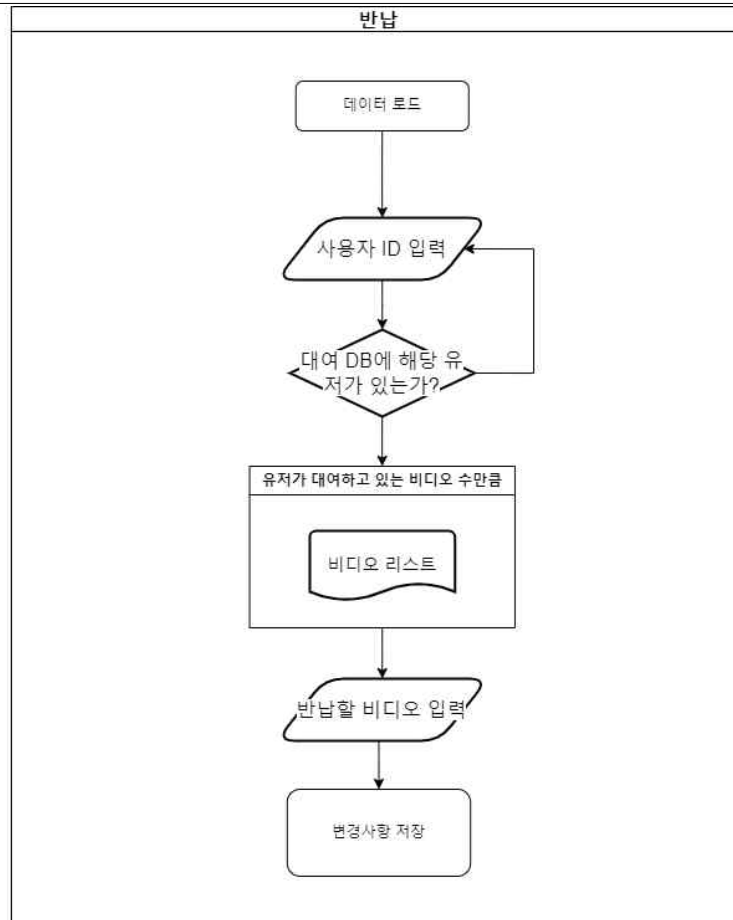 반납
데이터 로드
사용자 ID 입력
대여 DB에 해당 유
저가 있는가?
유저가 대여하고 있는 비디오 수만큼
비디오 리스트
반납할 비디오 입력
변경사항 저장